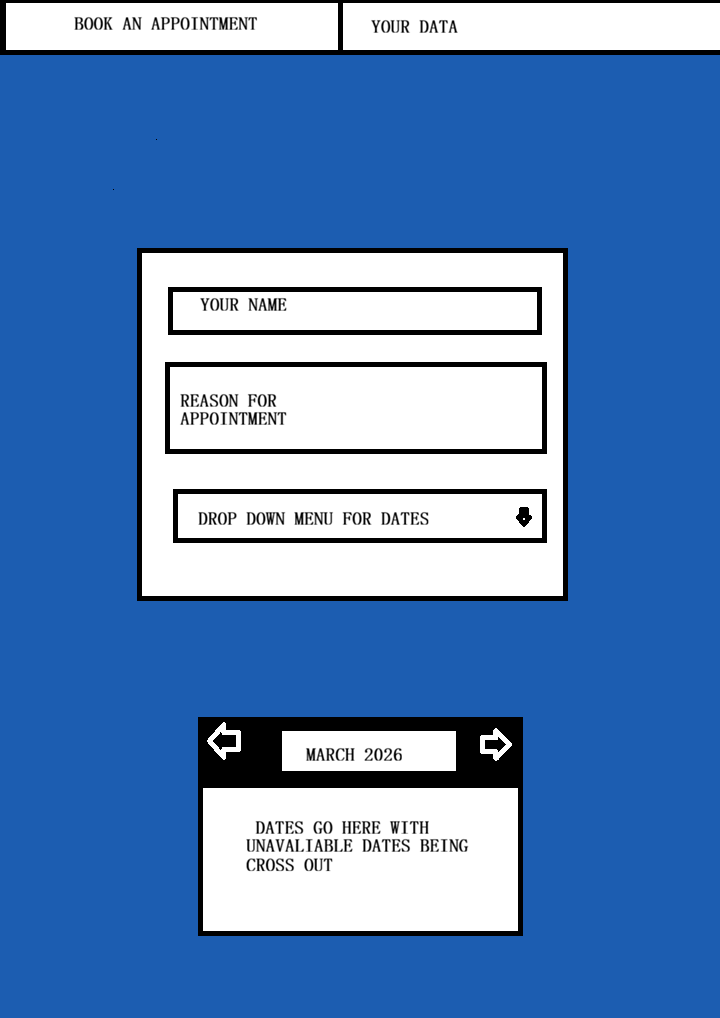 BOOK AN APPOINTMENT
YOUR DATA
YOUR NAME
REASON FOR
APPOINTMENT
DROP DOWN MENU FOR DATES
MARCH 2026
DATES GO HERE WITH
UNAVALIABLE DATES BEING
CROSS OUT